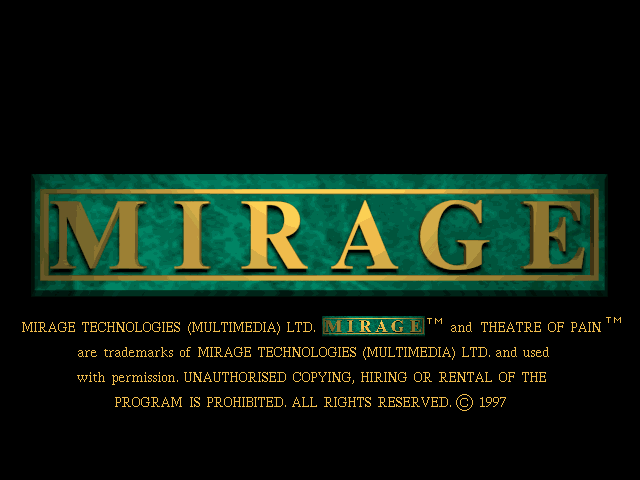 MIRAGE
MIRAGE TECHNOLOGIES (MULTIMEDIA) LTD. MIRAGE™ and THEATRE OF PAIN™
are trademarks of MIRAGE TECHNOLOGIES (MULTIMEDIA) LTD. and used
with permission. UNAUTHORISED COPYING, HIRING OR RENTAL OF THE
PROGRAM IS PROHIBITED. ALL RIGHTS RESERVED. © 1997